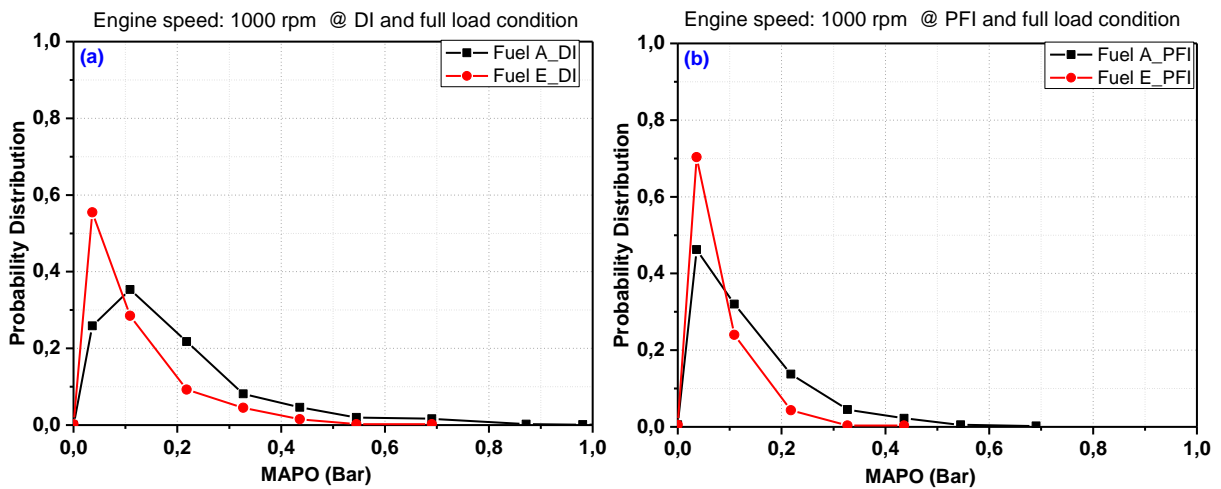 Engine speed: 1000 rpm @ DI and full load condition
(a)
Fuel A_DI
Fuel E_DI
1,0
0,8
0,6
0,4
0,2
0,0
Probability Distribution
0,0 0,2 0,4 0,6 0,8 1,0
MAPO (Bar)
Engine speed: 1000 rpm @ PFI and full load condition
(b)
Fuel A_PFI
Fuel E_PFI
1,0
0,8
0,6
0,4
0,2
0,0
Probability Distribution
0,0 0,2 0,4 0,6 0,8 1,0
MAPO (Bar)